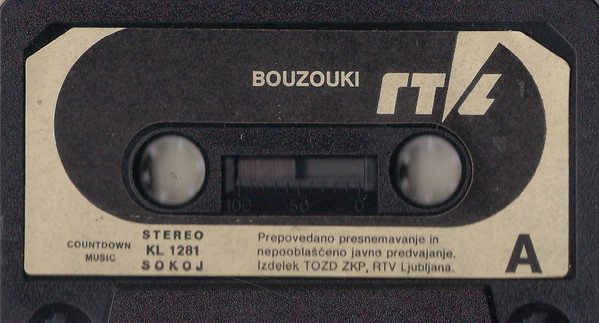 BOUZOUKI
RTVL
100 50 0
STEREO
COUNTDOWN
MUSIC
KL 1281
SOKOJ
Prepovedano presnemavanje in
nepooblaščeno javno predvajanje.
Izdelek TOZD ZKP, RTV Ljubljana.
A